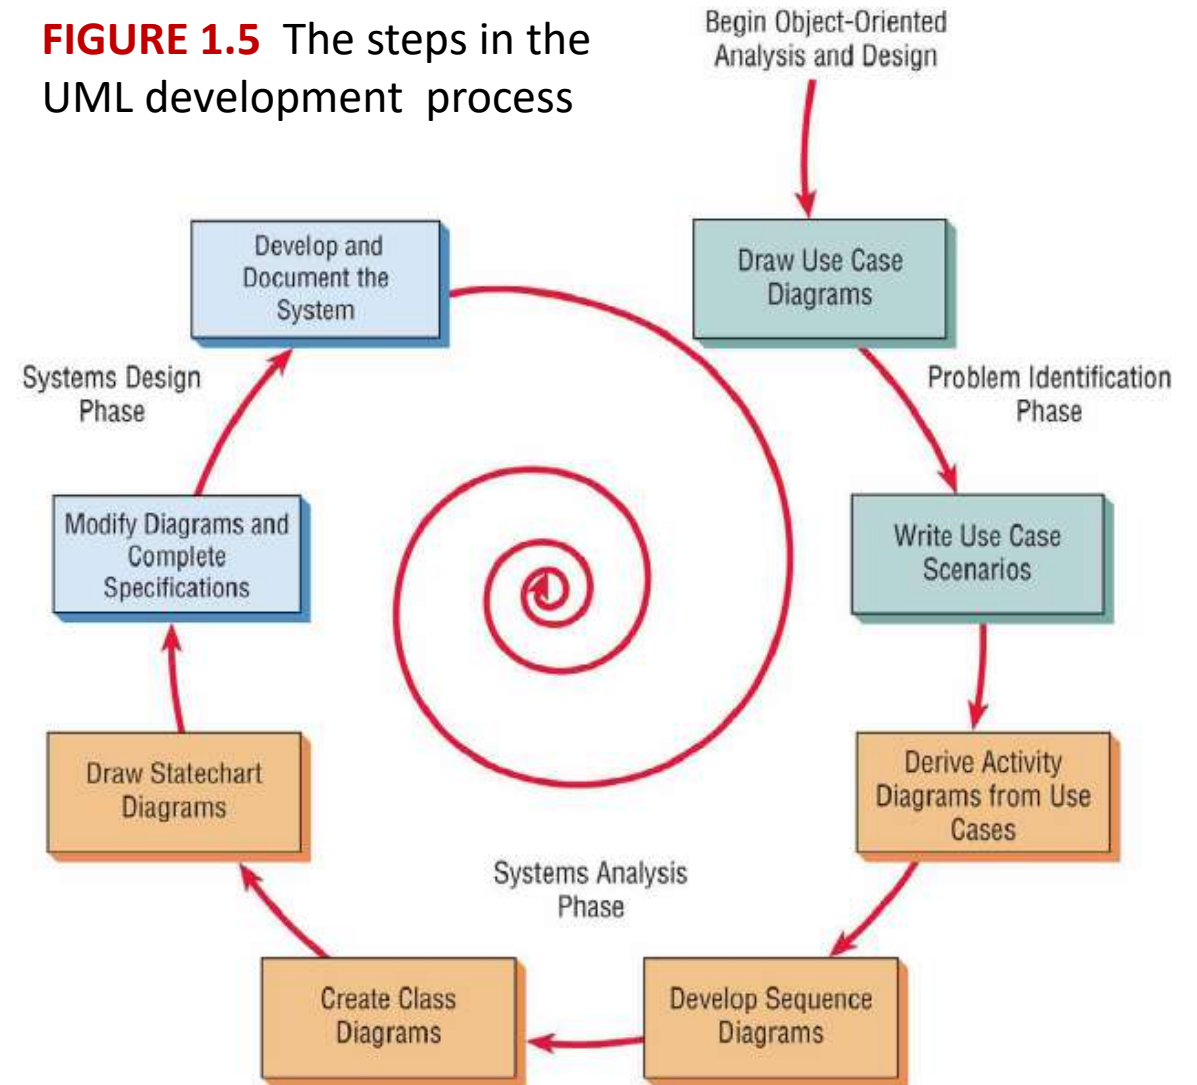 FIGURE 1.5 The steps in the
UML development process
Begin Object-Oriented
Analysis and Design
Draw Use Case
Diagrams
Problem Identification
Phase
Write Use Case
Scenarios
Derive Activity
Diagrams from Use
Cases
Develop Sequence
Diagrams
Systems Analysis
Phase
Create Class
Diagrams
Draw Statechart
Diagrams
Modify Diagrams and
Complete
Specifications
Systems Design
Phase
Develop and
Document the
System